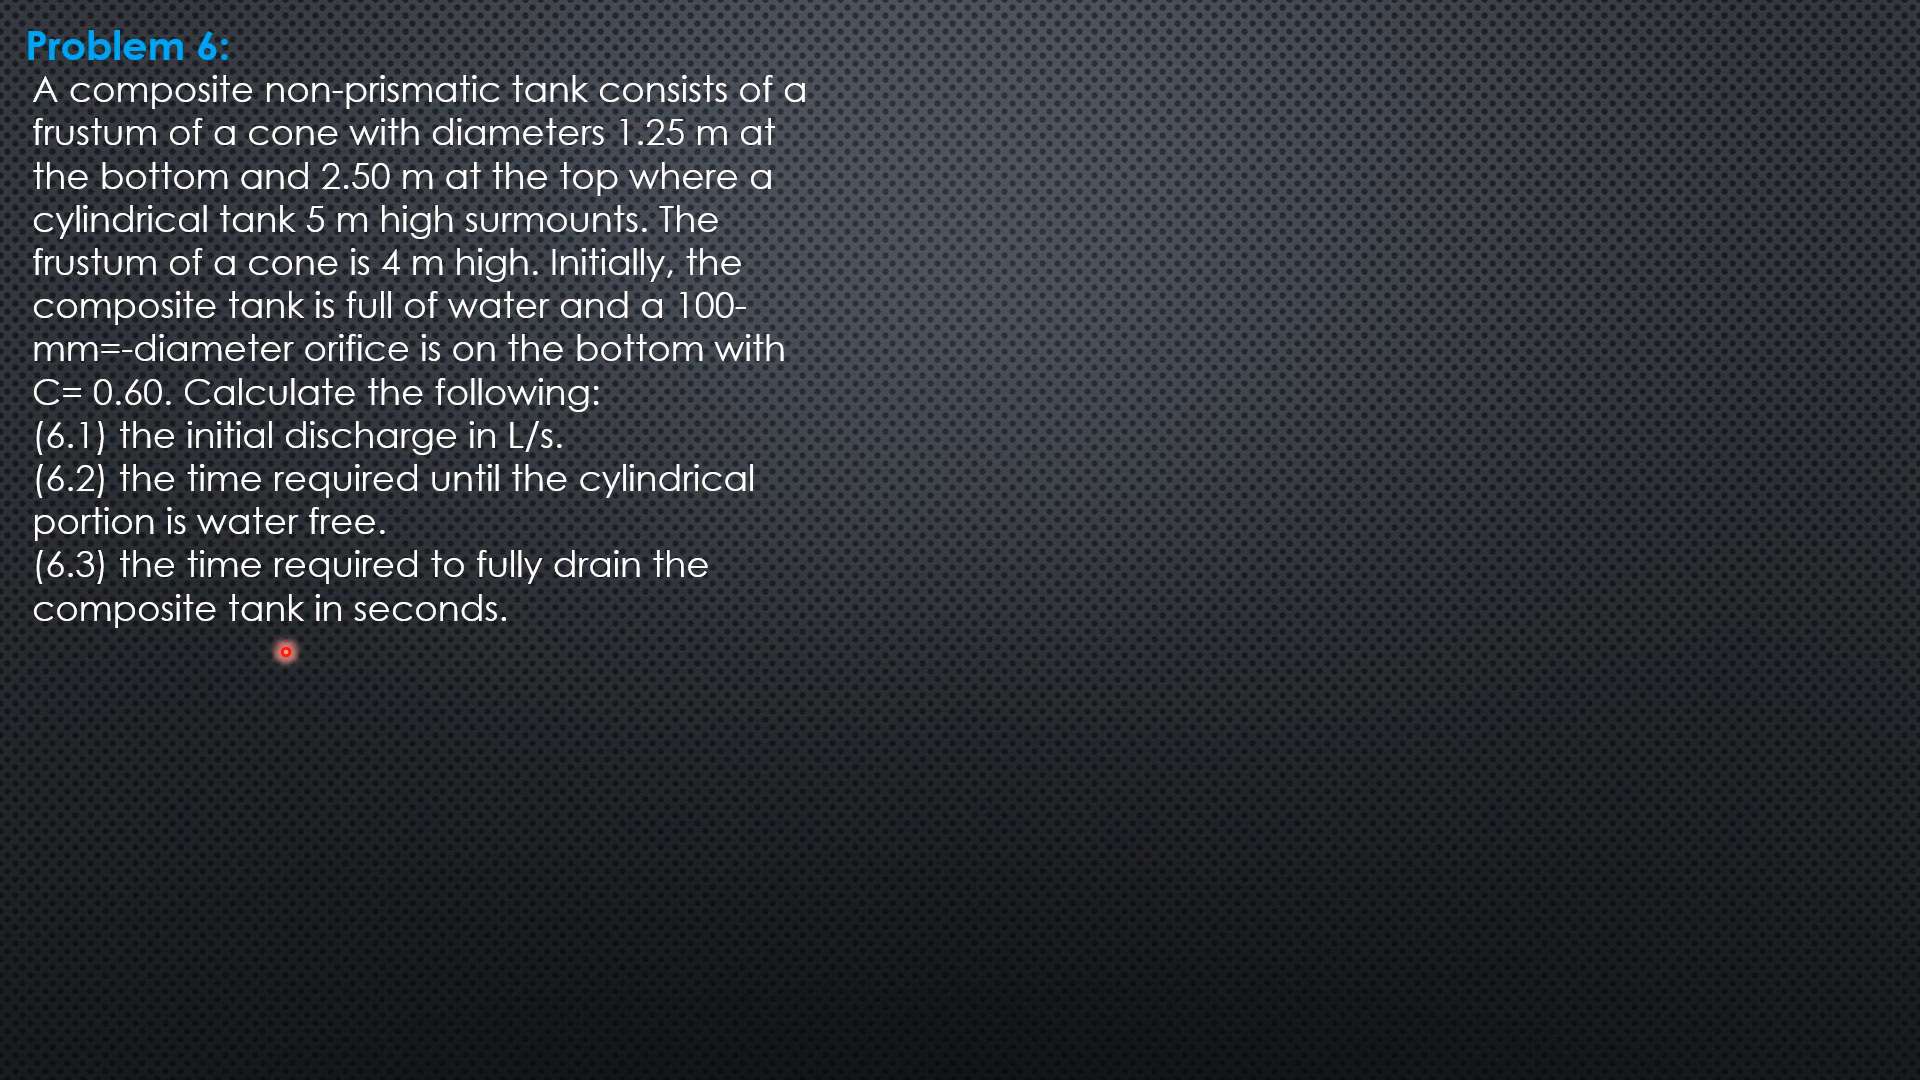 Problem 6:
A composite non-prismatic tank consists of a
frustum of a cone with diameters 1.25 m at
the bottom and 2.50 m at the top where a
cylindrical tank 5 m high surmounts. The
frustum of a cone is 4 m high. Initially, the
composite tank is full of water and a 100-
mm=-diameter orifice is on the bottom with
C= 0.60. Calculate the following:
(6.1) the initial discharge in L/s.
(6.2) the time required until the cylindrical
portion is water free.
(6.3) the time required to fully drain the
composite tank in seconds.